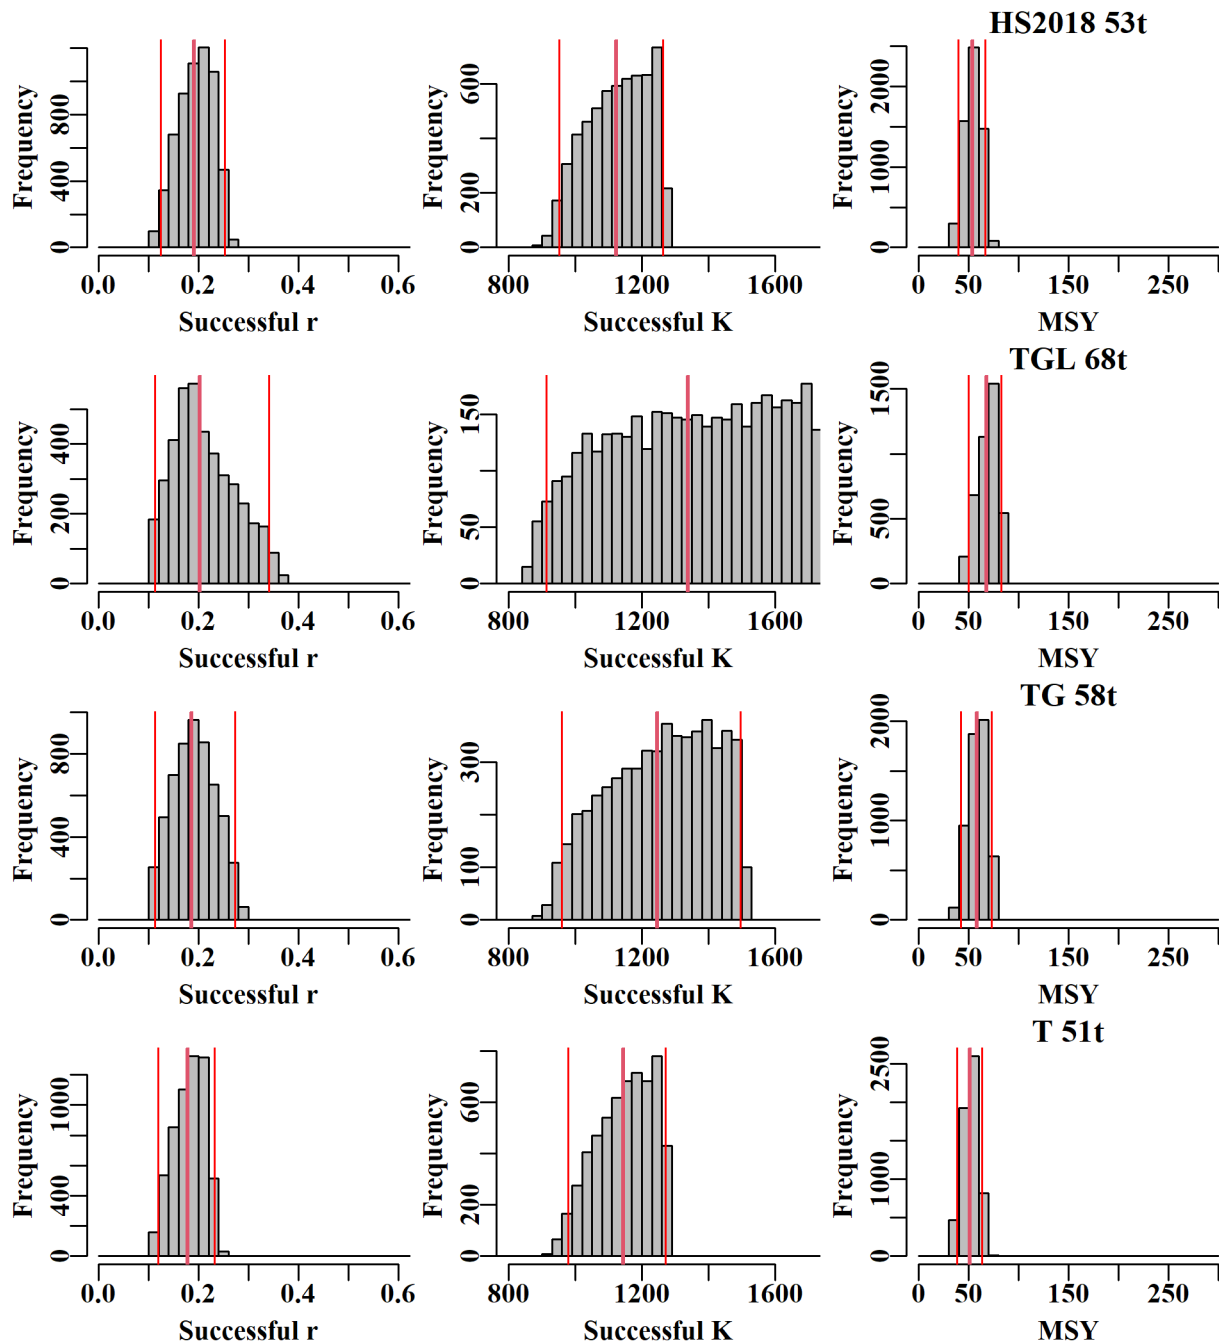 HS2018 53t
Frequency
0 400 800
0.0 0.2 0.4 0.6
Successful r
Frequency
0 200 600
800 1200 1600
Successful K
Frequency
0 1000 2000
0 50 150 250
MSY
TGL 68t
Frequency
0 200 400
0.0 0.2 0.4 0.6
Successful r
Frequency
0 50 150
800 1200 1600
Successful K
Frequency
0 500 1500
0 50 150 250
MSY
TG 58t
Frequency
0 400 800
0.0 0.2 0.4 0.6
Successful r
Frequency
0 100 300
800 1200 1600
Successful K
Frequency
0 1000 2000
0 50 150 250
MSY
T 51t
Frequency
0 400 1000
0.0 0.2 0.4 0.6
Successful r
Frequency
0 200 600
800 1200 1600
Successful K
Frequency
0 1000 2500
0 50 150 250
MSY